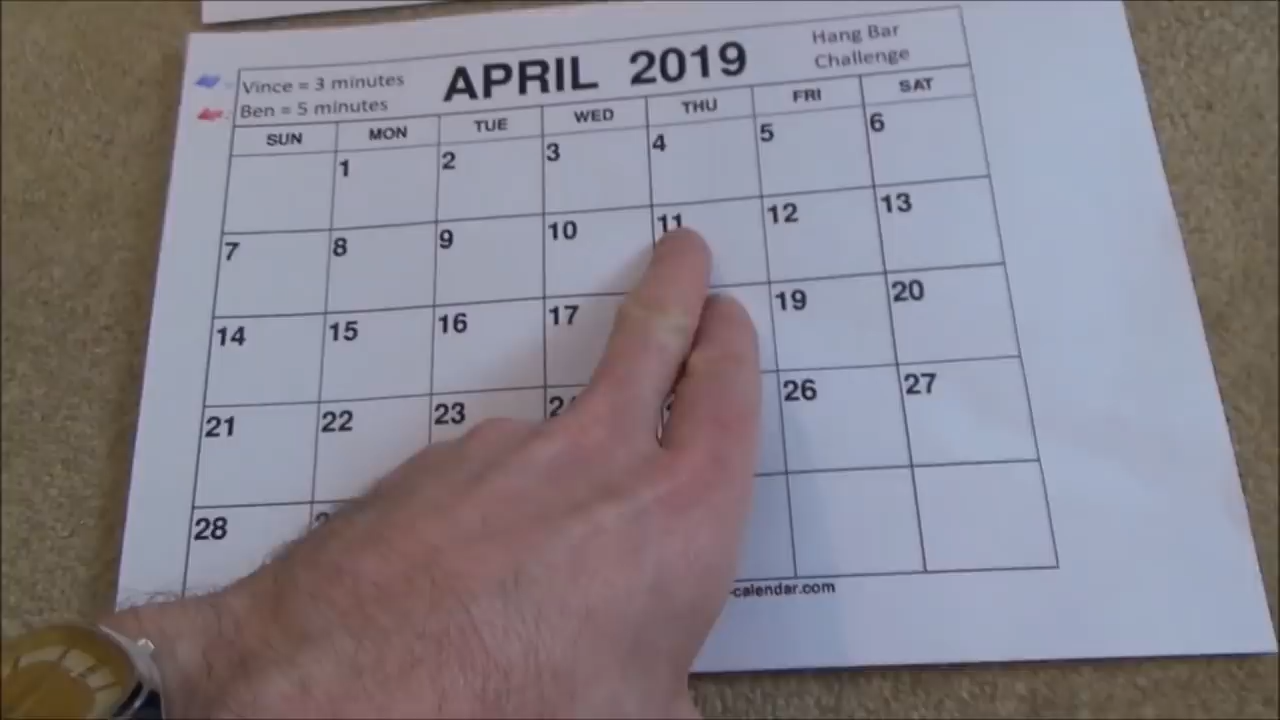 Vince = 3 minutes
Ben = 5 minutes
APRIL 2019
Hang Bar
Challenge
SUN MON TUE WED THU FRI SAT
1 2 3 4 5 6
7 8 9 10 11 12 13
14 15 16 17 19 20
21 22 23 26 27
28
-calendar.com